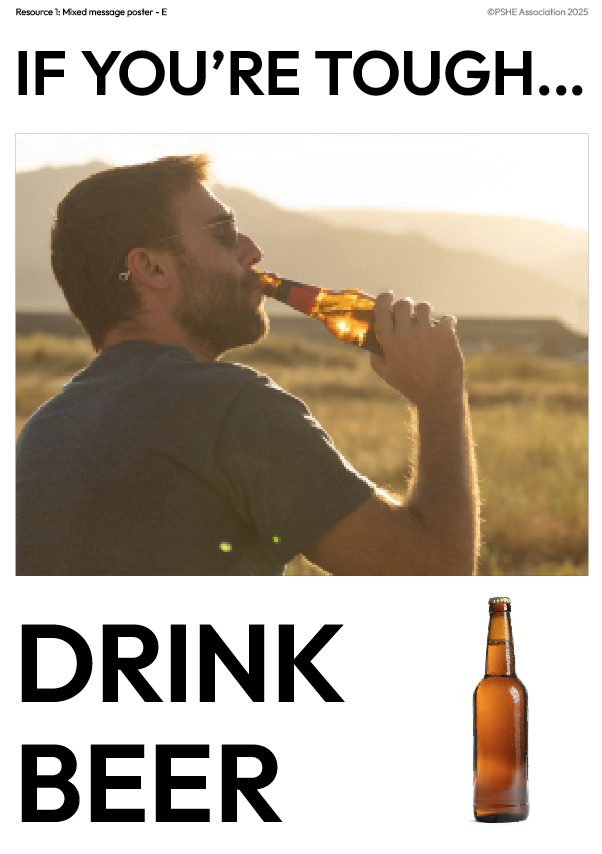 Resource 1: Mixed message poster - E
©PSHE Association 2025
IF YOU’RE TOUGH...
DRINK
BEER